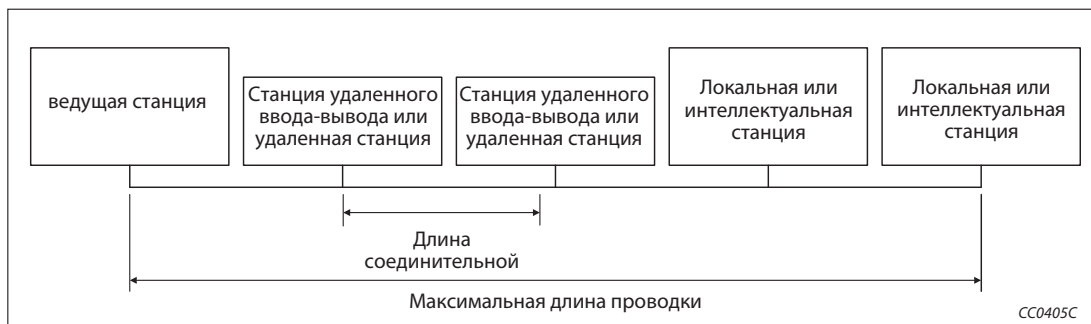 ведущая станция
Станция удаленного
ввода-вывода или
удаленная станция
Станция удаленного
ввода-вывода или
удаленная станция
Локальная или
интеллектуальная
станция
Локальная или
интеллектуальная
станция
Длина
соединительной
Максимальная длина проводки
CC0405C